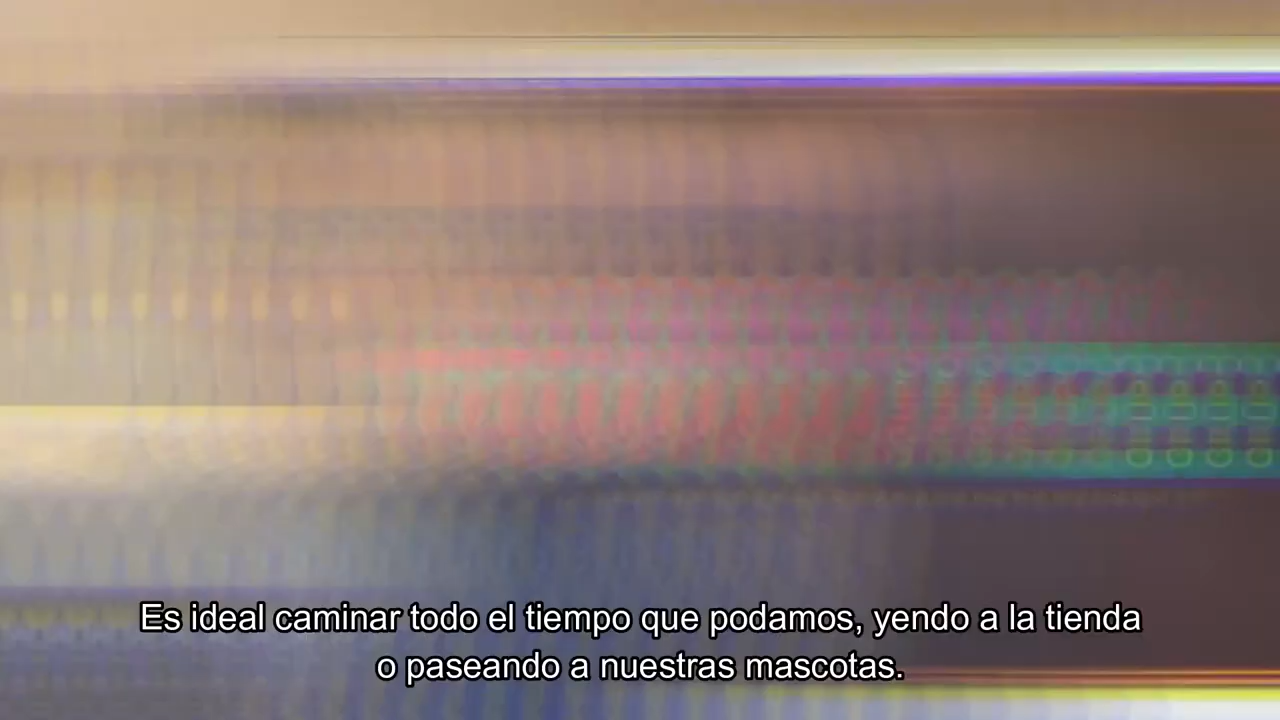 Es ideal caminar todo el tiempo que podamos, yendo a la tienda
o paseando a nuestras mascotas.